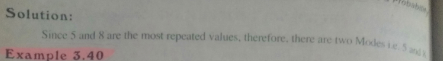 Solution:
Since 5 and 8 are the most repeated values, therefore, there are two Modes i.e. 5 and
Example 3.40